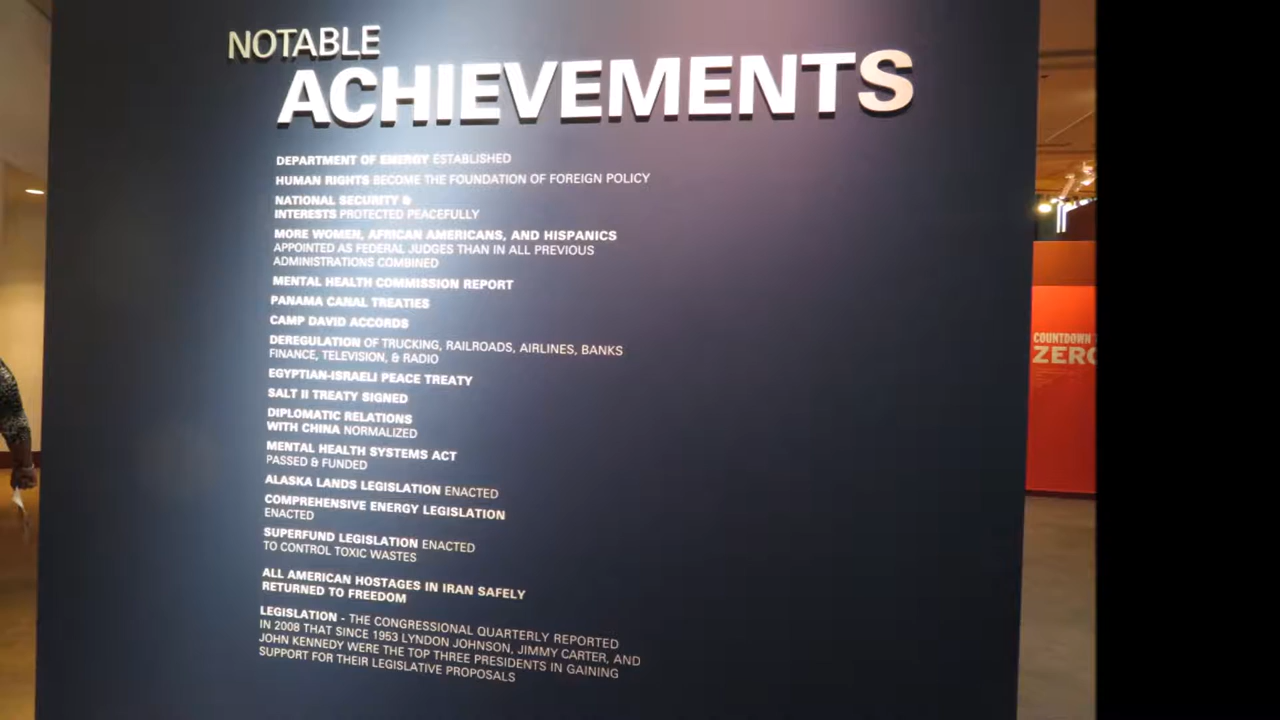 NOTABLE
ACHIEVEMENTS
DEPARTMENT OF ENERGY ESTABLISHED
HUMAN RIGHTS BECOME THE FOUNDATION OF FOREIGN POLICY
NATIONAL SECURITY &
INTERESTS PROTECTED PEACEFULLY
MORE WOMEN, AFRICAN AMERICANS, AND HISPANICS
APPOINTED AS FEDERAL JUDGES THAN IN ALL PREVIOUS
ADMINISTRATIONS COMBINED
MENTAL HEALTH COMMISSION REPORT
PANAMA CANAL TREATIES
CAMP DAVID ACCORDS
DEREGULATION OF TRUCKING, RAILROADS, AIRLINES, BANKS
FINANCE, TELEVISION, & RADIO
EGYPTIAN-ISRAELI PEACE TREATY
SALT II TREATY SIGNED
DIPLOMATIC RELATIONS
WITH CHINA NORMALIZED
MENTAL HEALTH SYSTEMS ACT
PASSED & FUNDED
ALASKA LANDS LEGISLATION ENACTED
COMPREHENSIVE ENERGY LEGISLATION
ENACTED
SUPERFUND LEGISLATION ENACTED
TO CONTROL TOXIC WASTES
ALL AMERICAN HOSTAGES IN IRAN SAFELY
RETURNED TO FREEDOM
LEGISLATION - THE CONGRESSIONAL QUARTERLY REPORTED
IN 2008 THAT SINCE 1953 LYNDON JOHNSON, JIMMY CARTER, AND
JOHN KENNEDY WERE THE TOP THREE PRESIDENTS IN GAINING
SUPPORT FOR THEIR LEGISLATIVE PROPOSALS
COUNTDOWN
ZERO